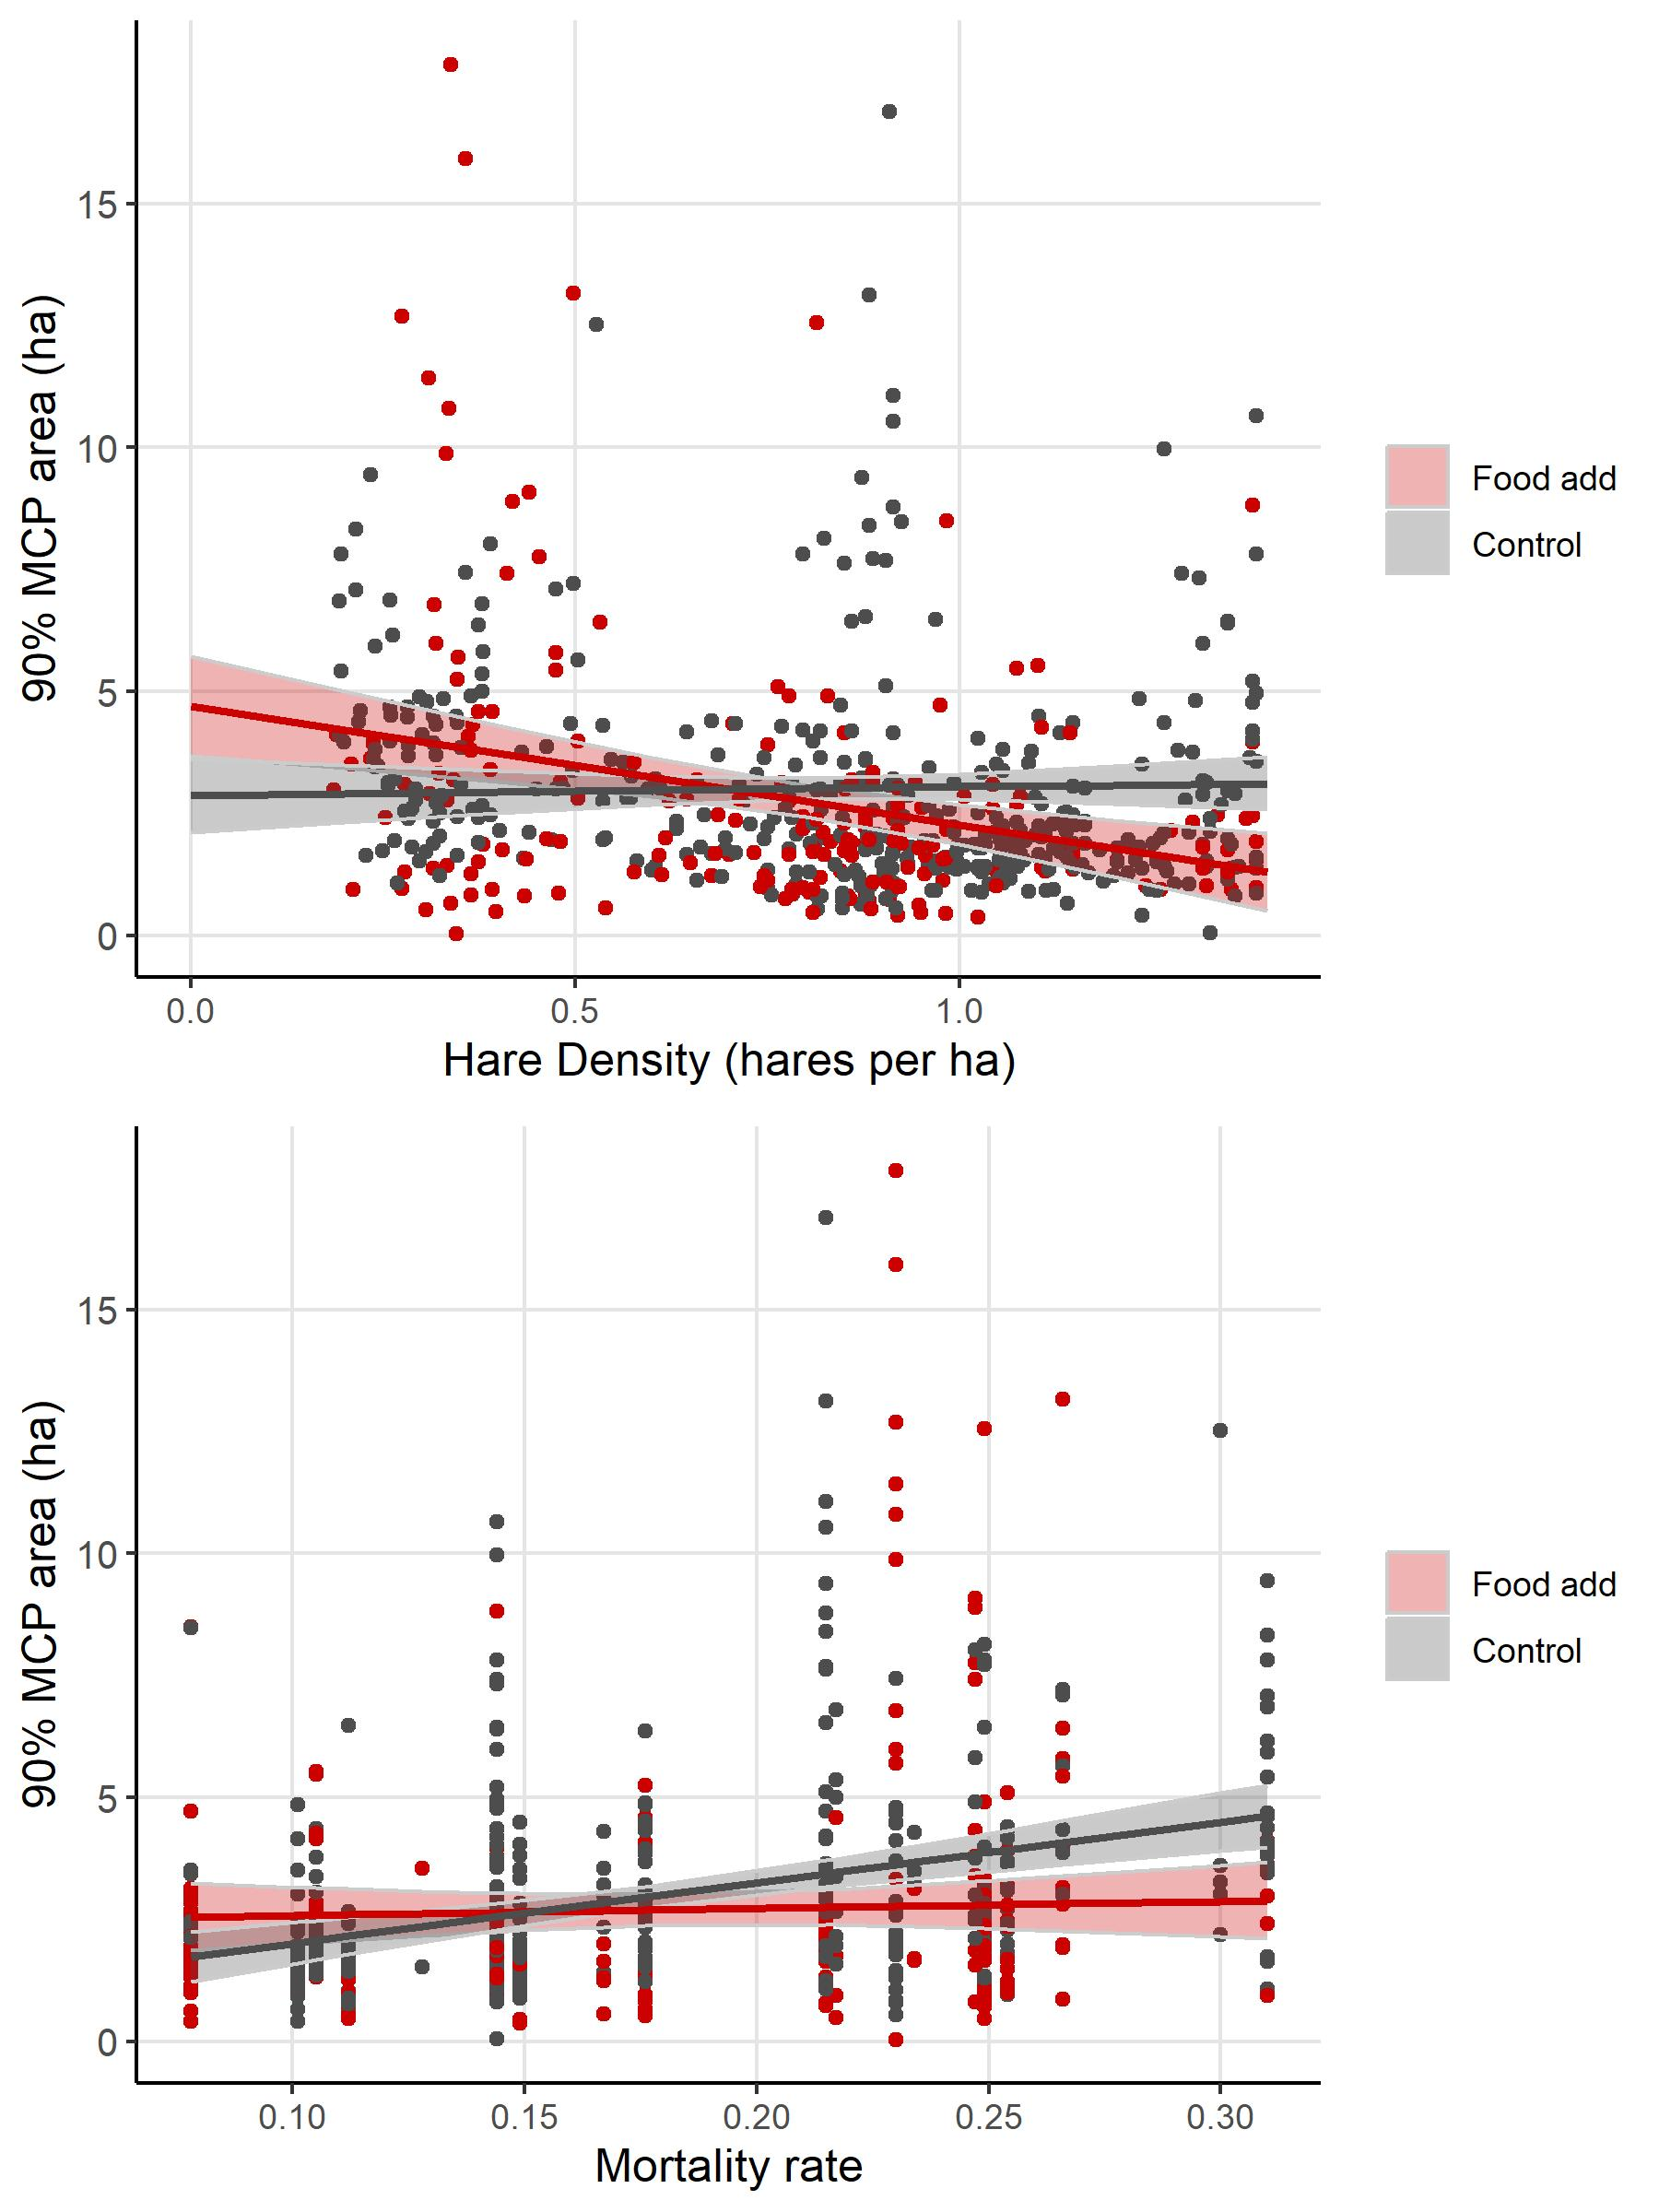 90% MCP area (ha)
15
10
5
0
0.0
0.5
1.0
Hare Density (hares per ha)
Food add
Control
90% MCP area (ha)
15
10
5
0
0.10
0.15
0.20
0.25
0.30
Mortality rate
Food add
Control